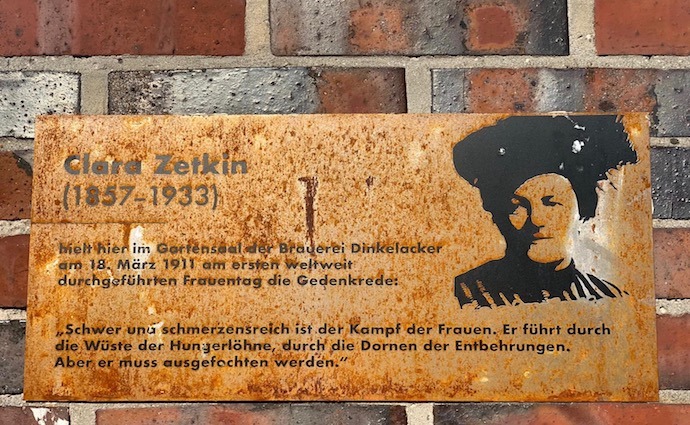 Clara Zetkin
(1857-1933)
hielt hier im Gartensaal der Brauerei Dinkelacker
am 18. März 1911 am ersten weltweit
durchgeführten Frauentag die Gedenkrede:
„Schwer und schmerzensreich ist der Kampf der Frauen. Er führt durch
die Wüste der Hungerlöhne, durch die Dornen der Entbehrungen.
Aber er muss ausgefochten werden.“